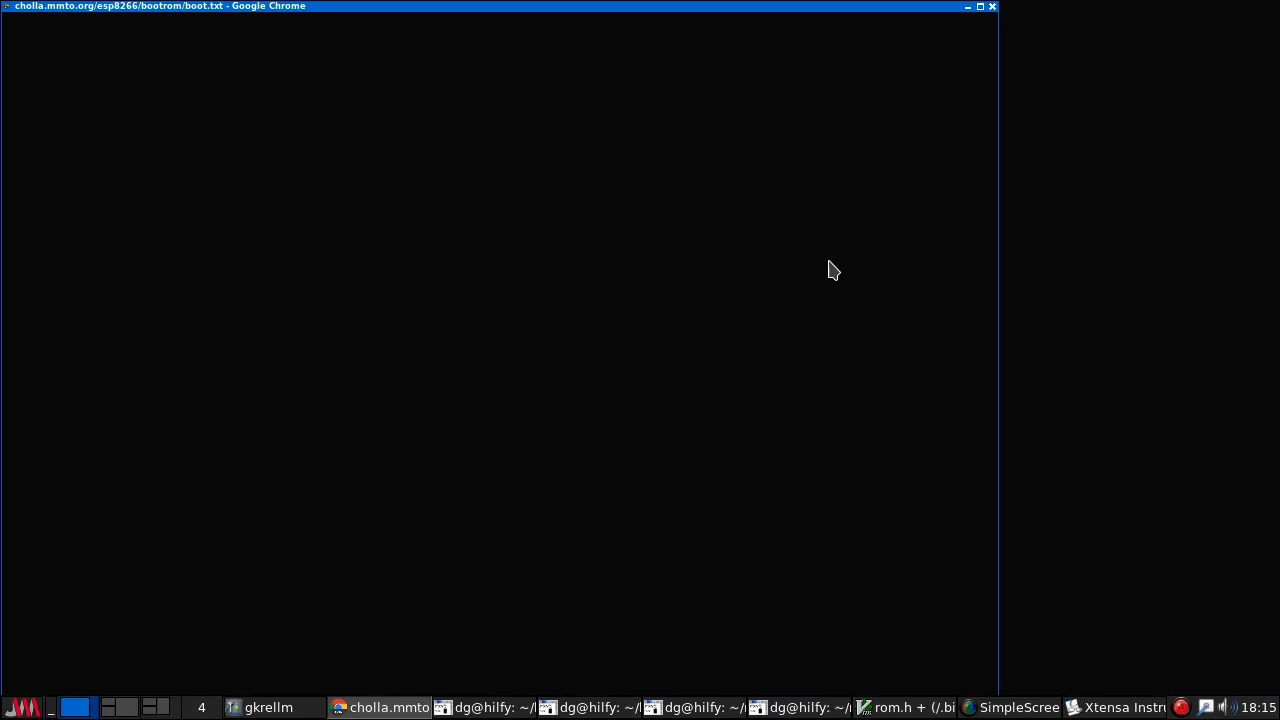 cholla.mmto.org/esp8266/bootrom/boot.txt - Google Chrome
4 gkrellm cholla.mmto dg@hilfy: ~/ dg@hilfy: ~/ dg@hilfy: ~/ dg@hilfy: ~/ rom.h + (/.bi SimpleScree Xtensa Instr 18:15